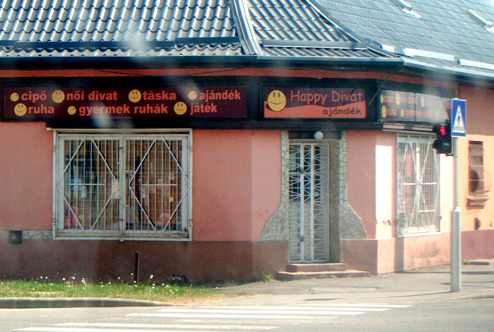 cipő női divat táska ajándék
ruha gyermek ruhák játék
Happy Divat
ajándék